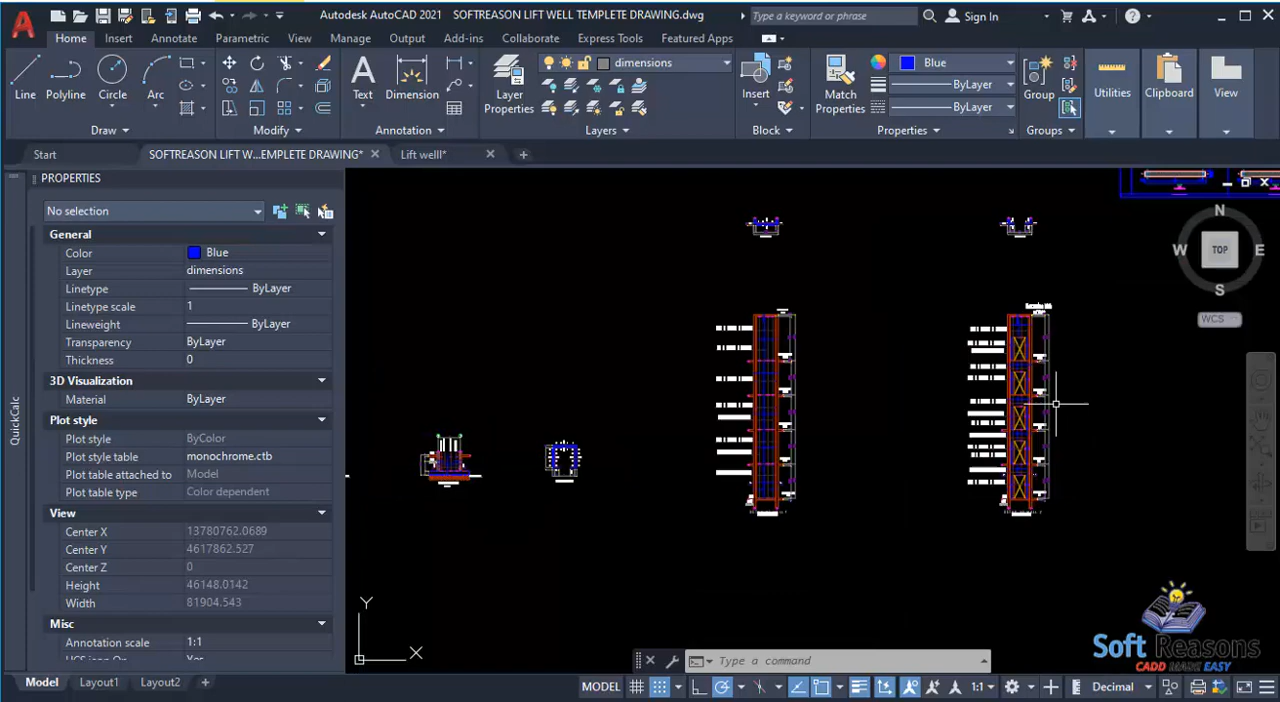 Autodesk AutoCAD 2021 SOFTREASON LIFT WELL TEMPLETE DRAWING.dwg
Type a keyword or phrase
Sign In
Home Insert Annotate Parametric View Manage Output Add-ins Collaborate Express Tools Featured Apps
Line Polyline Circle Arc
Text Dimension
Layer Properties
dimensions
Insert
Match Properties
Blue
ByLayer
ByLayer
Group
Utilities Clipboard View
Draw Modify Annotation Layers Block Properties Groups
Start SOFTREASON LIFT W...EMPLETE DRAWING* Lift welll*
PROPERTIES
No selection
General
Color Blue
Layer dimensions
Linetype ByLayer
Linetype scale 1
Lineweight ByLayer
Transparency ByLayer
Thickness 0
3D Visualization
Material ByLayer
Plot style
Plot style ByColor
Plot style table monochrome.ctb
Plot table attached to Model
Plot table type Color dependent
View
Center X 13780762.0689
Center Y 4617862.527
Center Z 0
Height 46148.0142
Width 81904.543
Misc
Annotation scale 1:1
UCS icon On Yes
QuickCalc
N
W TOP E
S
WCS
Y
X
Soft Reasons
CADD MADE EASY
Type a command
Model Layout1 Layout2
MODEL 1:1 Decimal